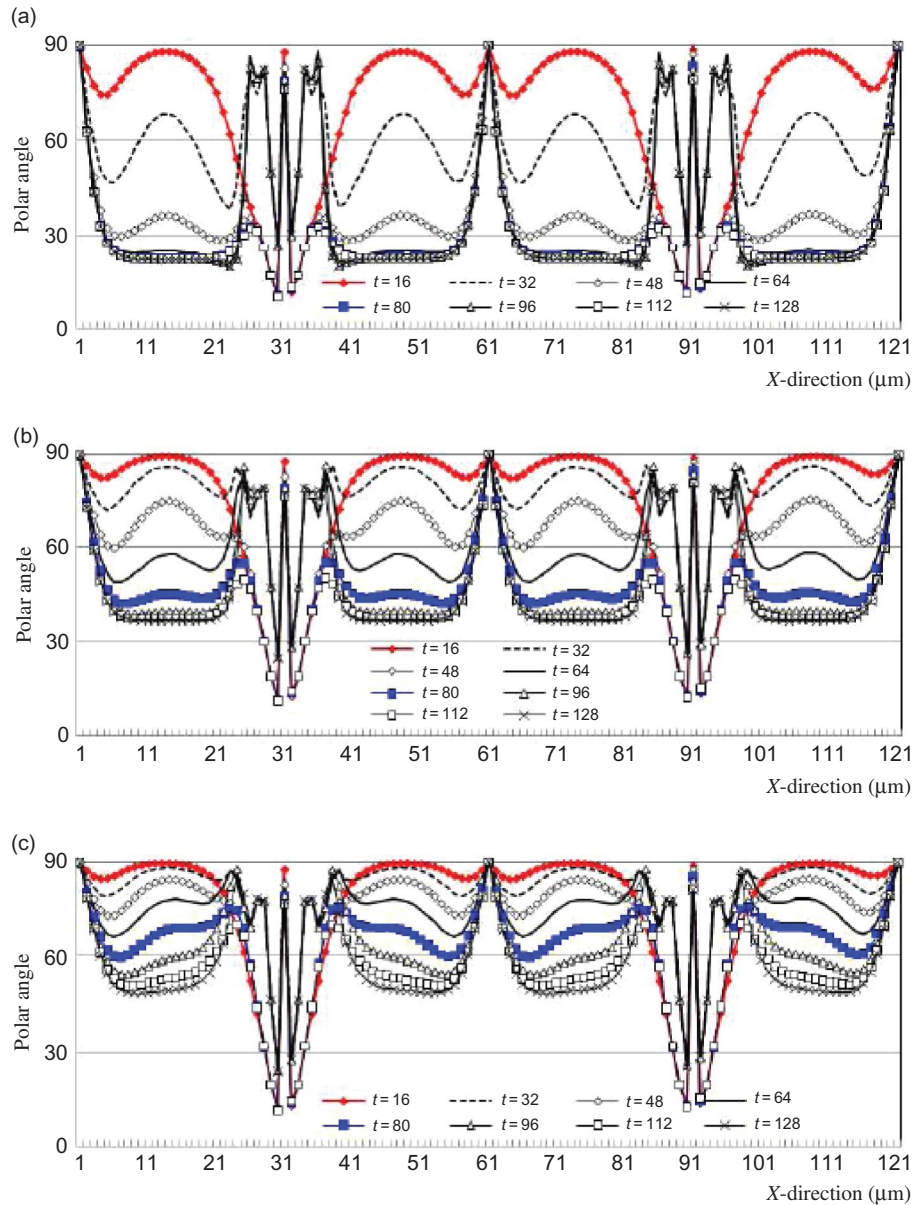 (a)
90
60
30
0
Polar angle
t = 16 t = 32 t = 48 t = 64
t = 80 t = 96 t = 112 t = 128
1 11 21 31 41 51 61 71 81 91 101 111 121
X-direction (μm)
(b)
90
60
30
0
Polar angle
t = 16 t = 32
t = 48 t = 64
t = 80 t = 96
t = 112 t = 128
1 11 21 31 41 51 61 71 81 91 101 111 121
X-direction (μm)
(c)
90
60
30
0
Polar angle
t = 16 t = 32 t = 48 t = 64
t = 80 t = 96 t = 112 t = 128
1 11 21 31 41 51 61 71 81 91 101 111 121
X-direction (μm)